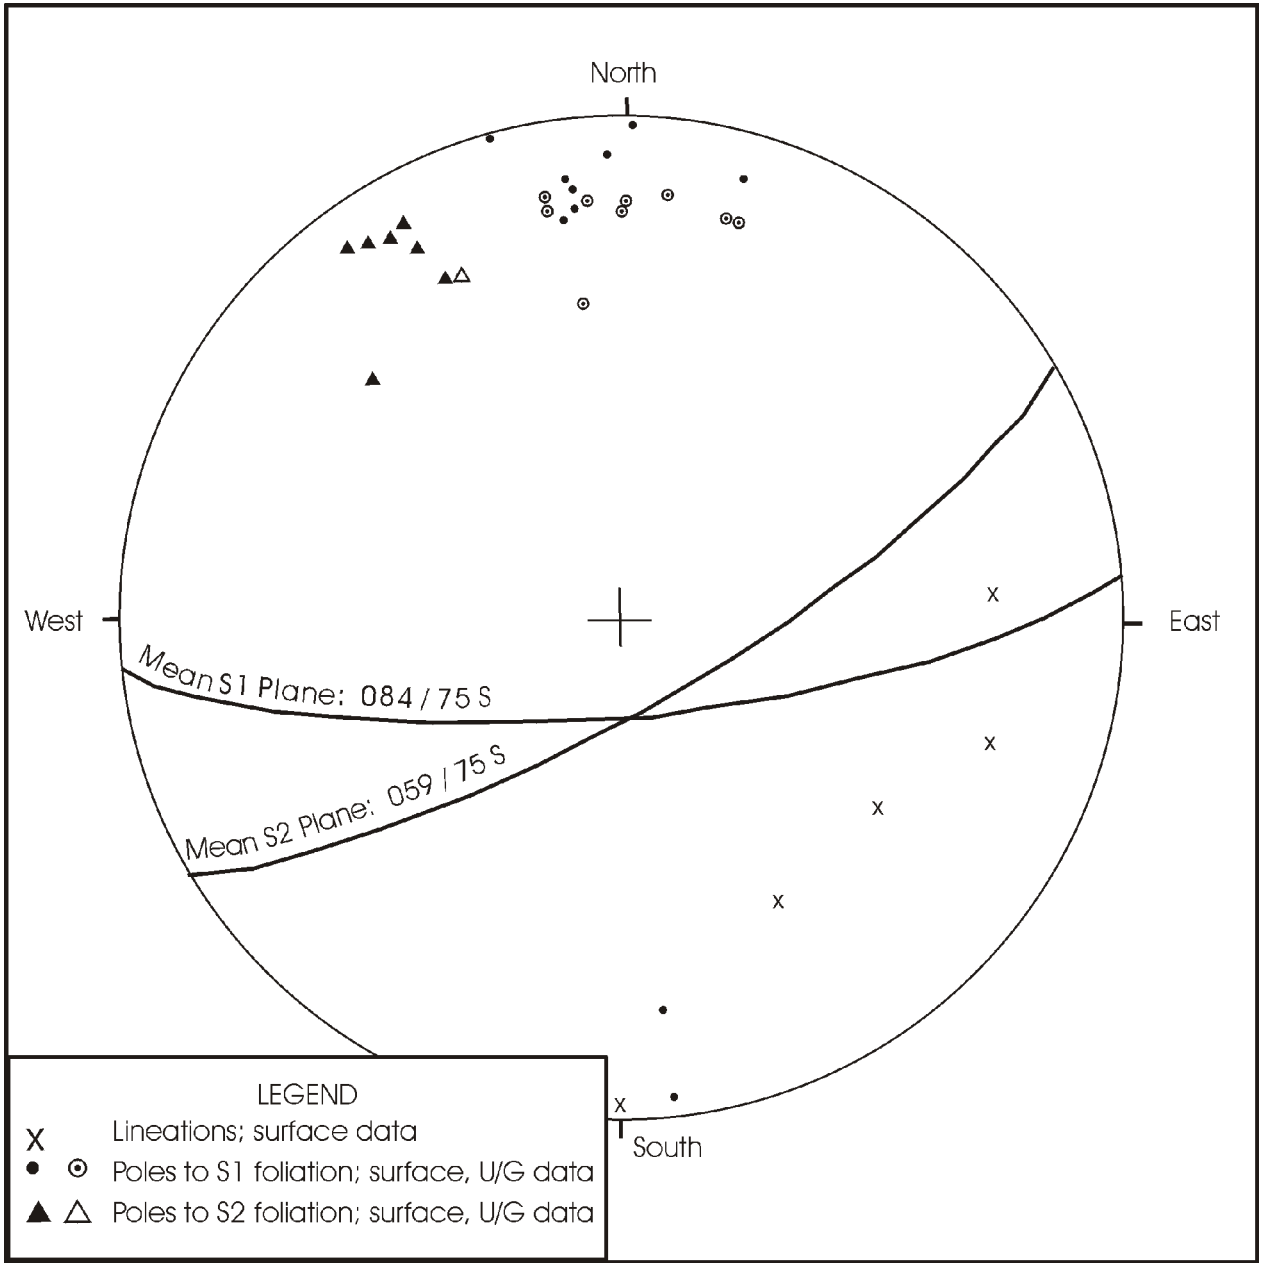 North
West
East
Mean S1 Plane: 084/75 S
Mean S2 Plane: 059/75 S
x
x
x
x
x
South
LEGEND
x Lineations; surface data
Poles to S1 foliation; surface, U/G data
Poles to S2 foliation; surface, U/G data